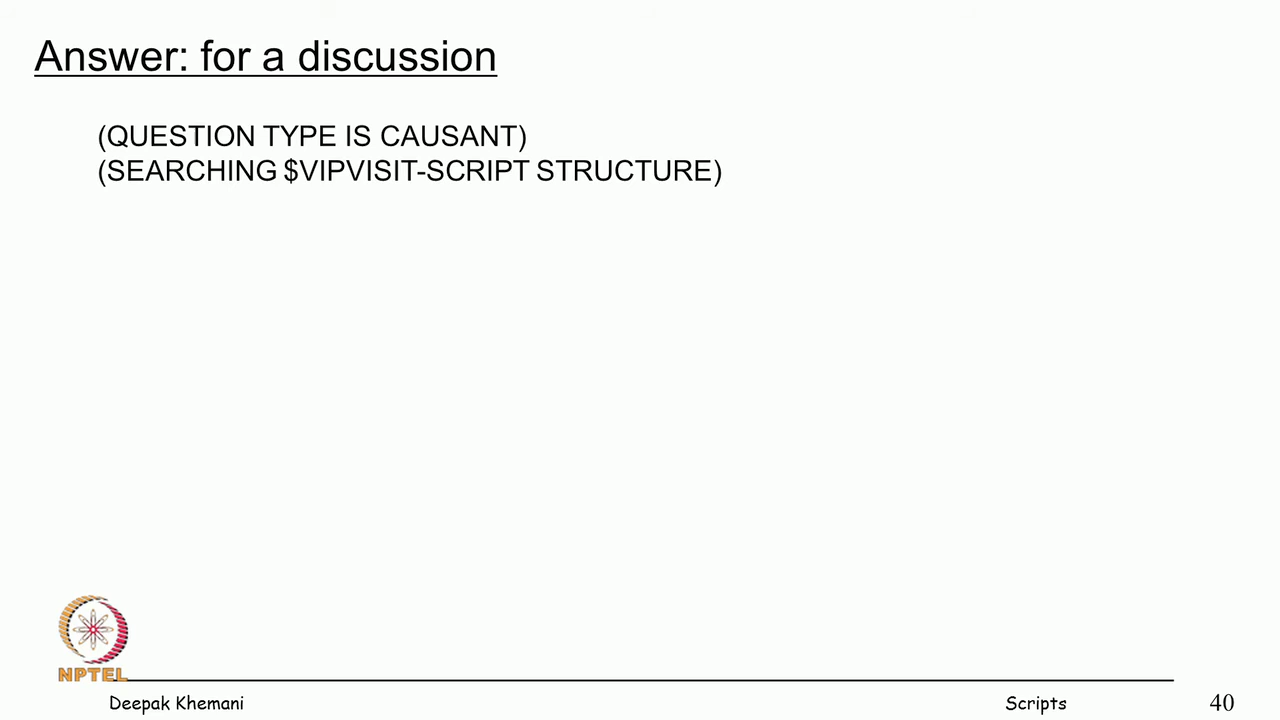 Answer: for a discussion
(QUESTION TYPE IS CAUSANT)
(SEARCHING $VIPVISIT-SCRIPT STRUCTURE)
NPTEL
Deepak Khemani
Scripts
40